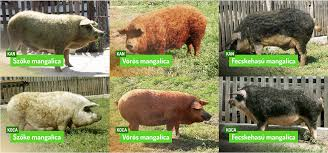 KAN
Szőke mangalica
KAN
Vörös mangalica
KAN
Fecskehasú mangalica
KOCA
Szőke mangalica
KOCA
Vörös mangalica
KOCA
Fecskehasú mangalica